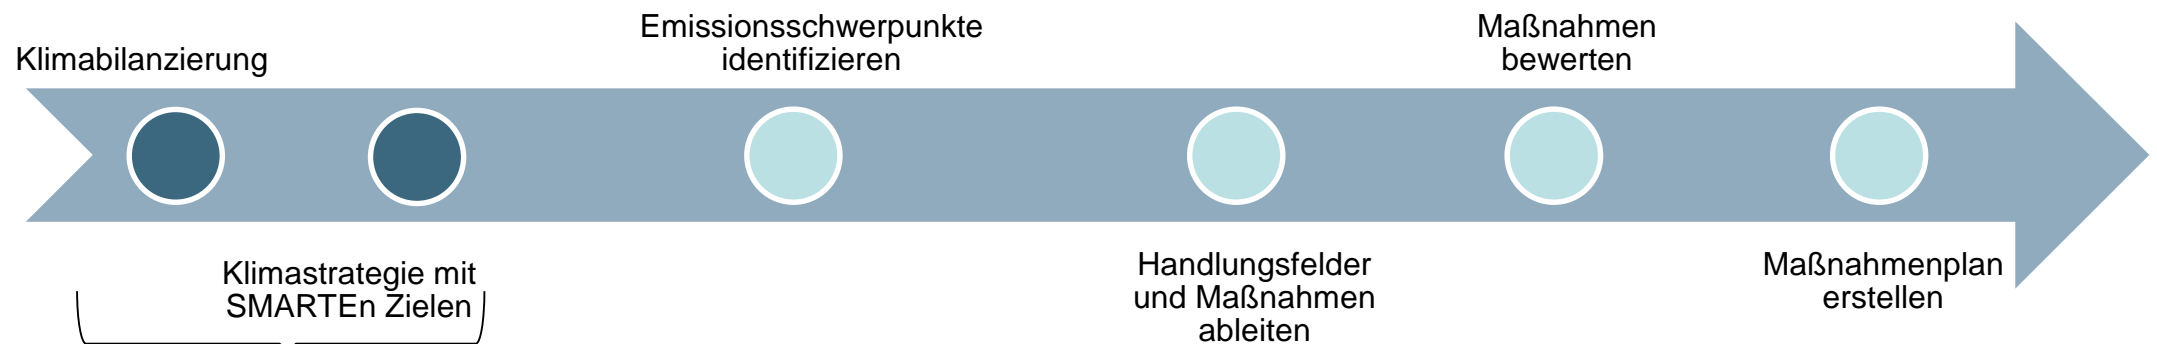 Klimabilanzierung
Klimastrategie mit
SMARTEn Zielen
Emissionsschwerpunkte
identifizieren
Handlungsfelder
und Maßnahmen
ableiten
Maßnahmen
bewerten
Maßnahmenplan
erstellen